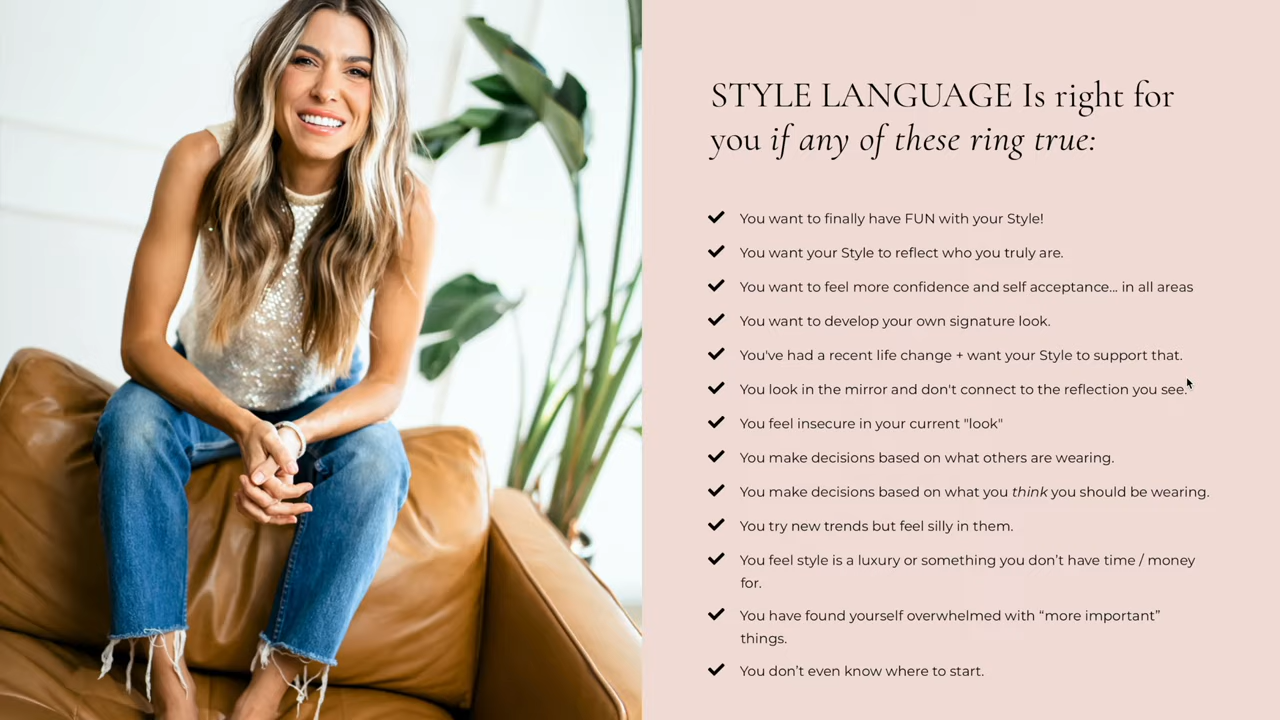 STYLE LANGUAGE Is right for
you if any of these ring true:
You want to finally have FUN with your Style!
You want your Style to reflect who you truly are.
You want to feel more confidence and self acceptance... in all areas
You want to develop your own signature look.
You've had a recent life change + want your Style to support that.
You look in the mirror and don't connect to the reflection you see.
You feel insecure in your current "look"
You make decisions based on what others are wearing.
You make decisions based on what you think you should be wearing.
You try new trends but feel silly in them.
You feel style is a luxury or something you don’t have time / money
for.
You have found yourself overwhelmed with “more important”
things.
You don’t even know where to start.